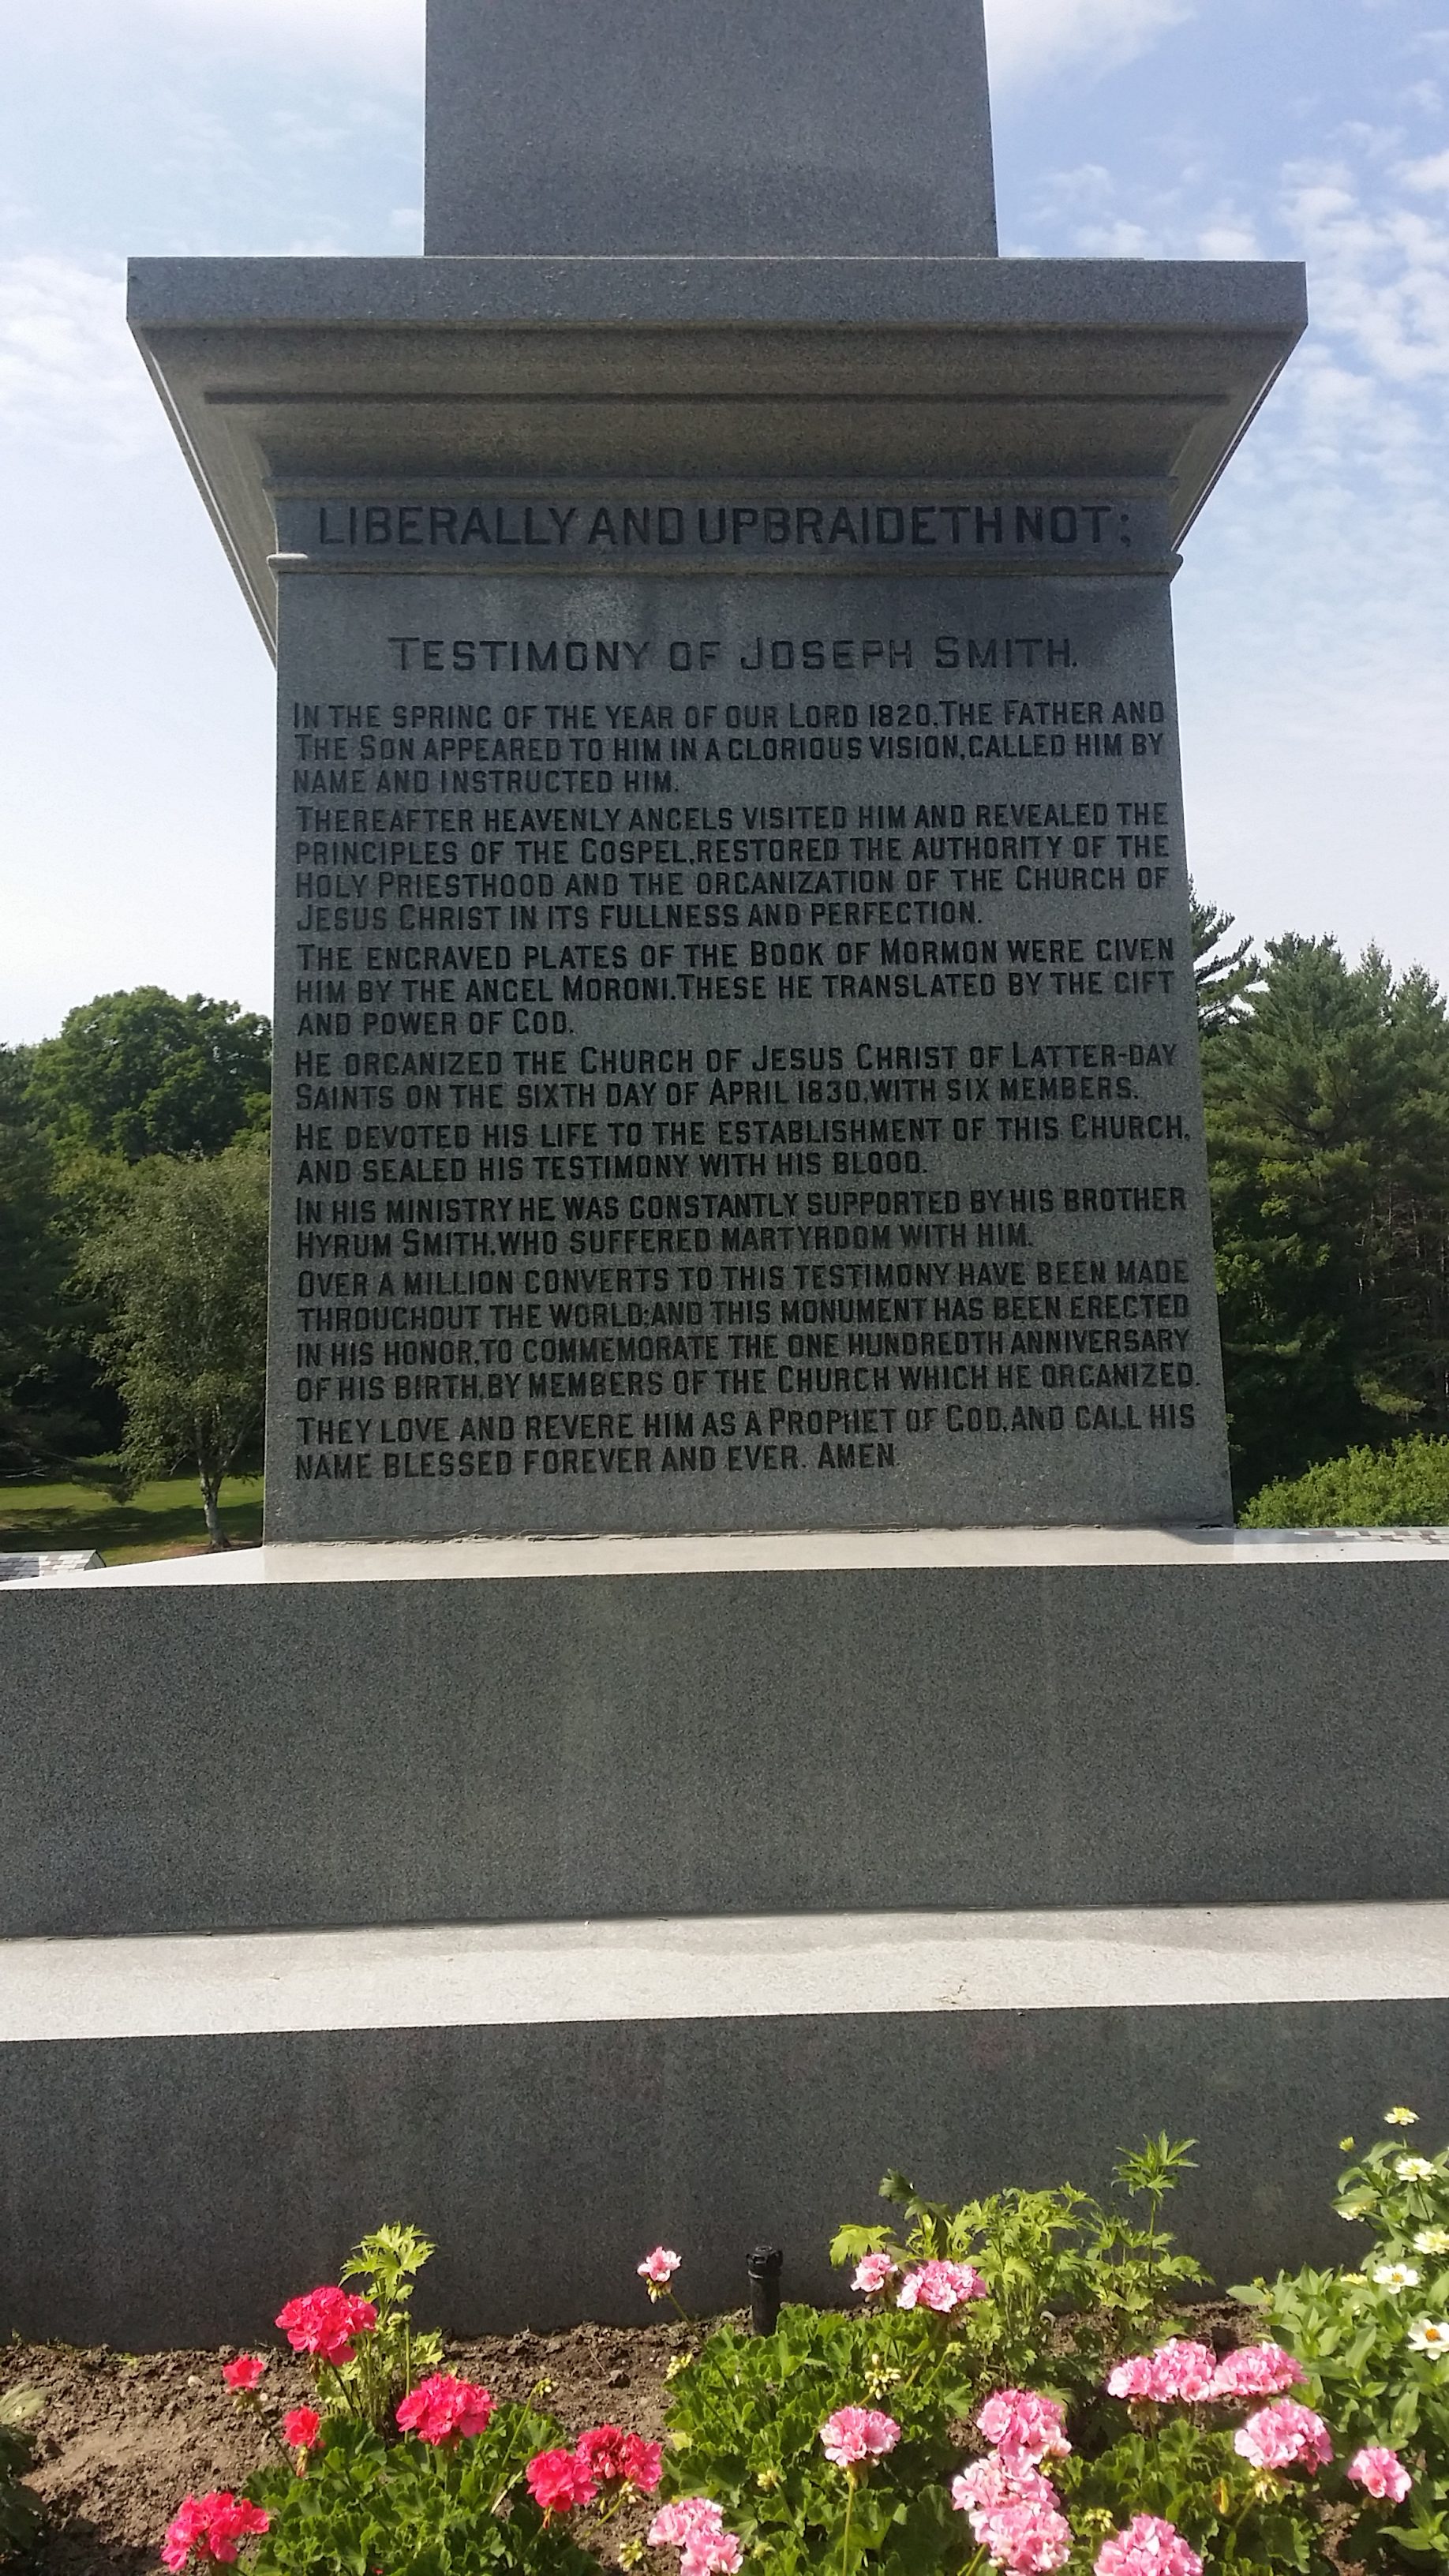 LIBERALLY AND UPBRAIDETH NOT;
TESTIMONY OF JOSEPH SMITH.
IN THE SPRING OF THE YEAR OF OUR LORD 1820, THE FATHER AND
THE SON APPEARED TO HIM IN A GLORIOUS VISION, CALLED HIM BY
NAME AND INSTRUCTED HIM.
THEREAFTER HEAVENLY ANGELS VISITED HIM AND REVEALED THE
PRINCIPLES OF THE GOSPEL, RESTORED THE AUTHORITY OF THE
HOLY PRIESTHOOD AND THE ORGANIZATION OF THE CHURCH OF
JESUS CHRIST IN ITS FULLNESS AND PERFECTION.
THE ENGRAVED PLATES OF THE BOOK OF MORMON WERE GIVEN
HIM BY THE ANGEL MORONI. THESE HE TRANSLATED BY THE GIFT
AND POWER OF GOD.
HE ORGANIZED THE CHURCH OF JESUS CHRIST OF LATTER-DAY
SAINTS ON THE SIXTH DAY OF APRIL 1830, WITH SIX MEMBERS.
HE DEVOTED HIS LIFE TO THE ESTABLISHMENT OF THIS CHURCH,
AND SEALED HIS TESTIMONY WITH HIS BLOOD.
IN HIS MINISTRY HE WAS CONSTANTLY SUPPORTED BY HIS BROTHER
HYRUM SMITH, WHO SUFFERED MARTYRDOM WITH HIM.
OVER A MILLION CONVERTS TO THIS TESTIMONY HAVE BEEN MADE
THROUGHOUT THE WORLD; AND THIS MONUMENT HAS BEEN ERECTED
IN HIS HONOR, TO COMMEMORATE THE ONE HUNDREDTH ANNIVERSARY
OF HIS BIRTH, BY MEMBERS OF THE CHURCH WHICH HE ORGANIZED.
THEY LOVE AND REVERE HIM AS A PROPHET OF GOD, AND CALL HIS
NAME BLESSED FOREVER AND EVER. AMEN.